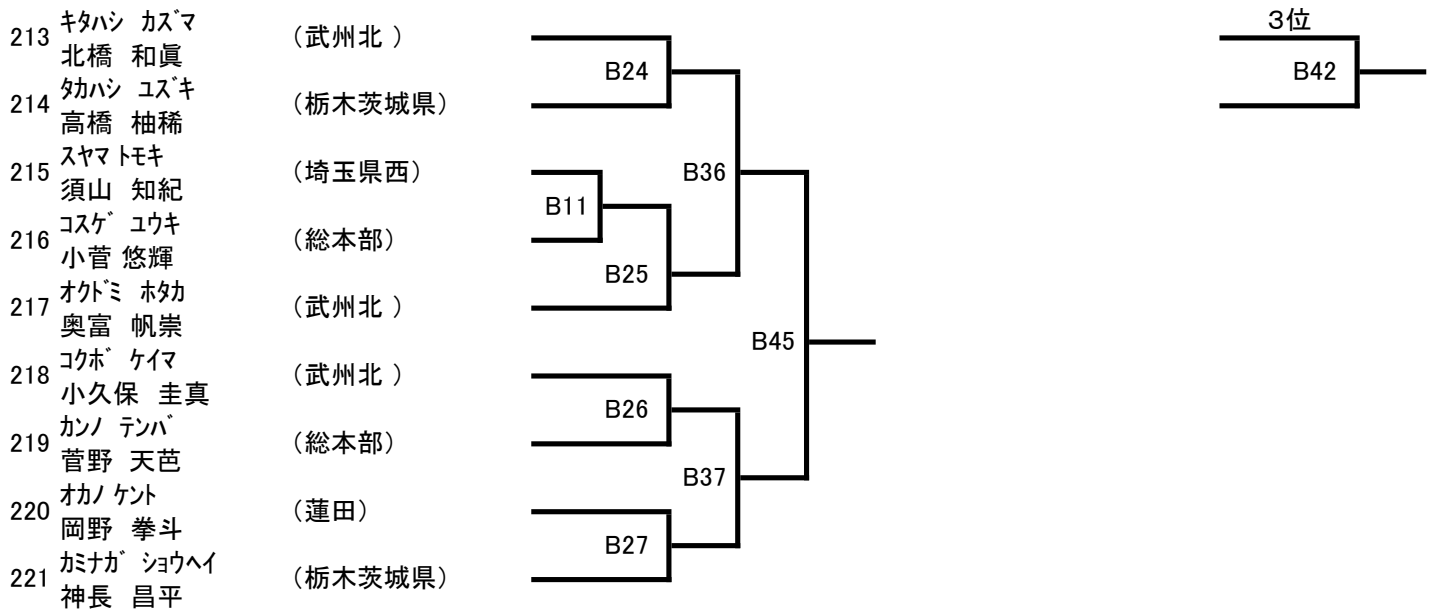 キタハシ カズマ
213 北橋 和眞 （武州北 ）
タカハシ ユズキ
214 高橋 柚稀 （栃木茨城県）
スヤマ トモキ
215 須山 知紀 （埼玉県西）
コスゲ ユウキ
216 小菅 悠輝 （総本部）
オクドミ ホタカ
217 奥富 帆崇 （武州北 ）
コクボ ケイマ
218 小久保 圭真 （武州北 ）
カンノ テンバ
219 菅野 天芭 （総本部）
オカノ ケント
220 岡野 拳斗 （蓮田）
カミナガ ショウヘイ
221 神長 昌平 （栃木茨城県）
B24
B11
B25
B26
B27
B36
B37
B45
３位
B42